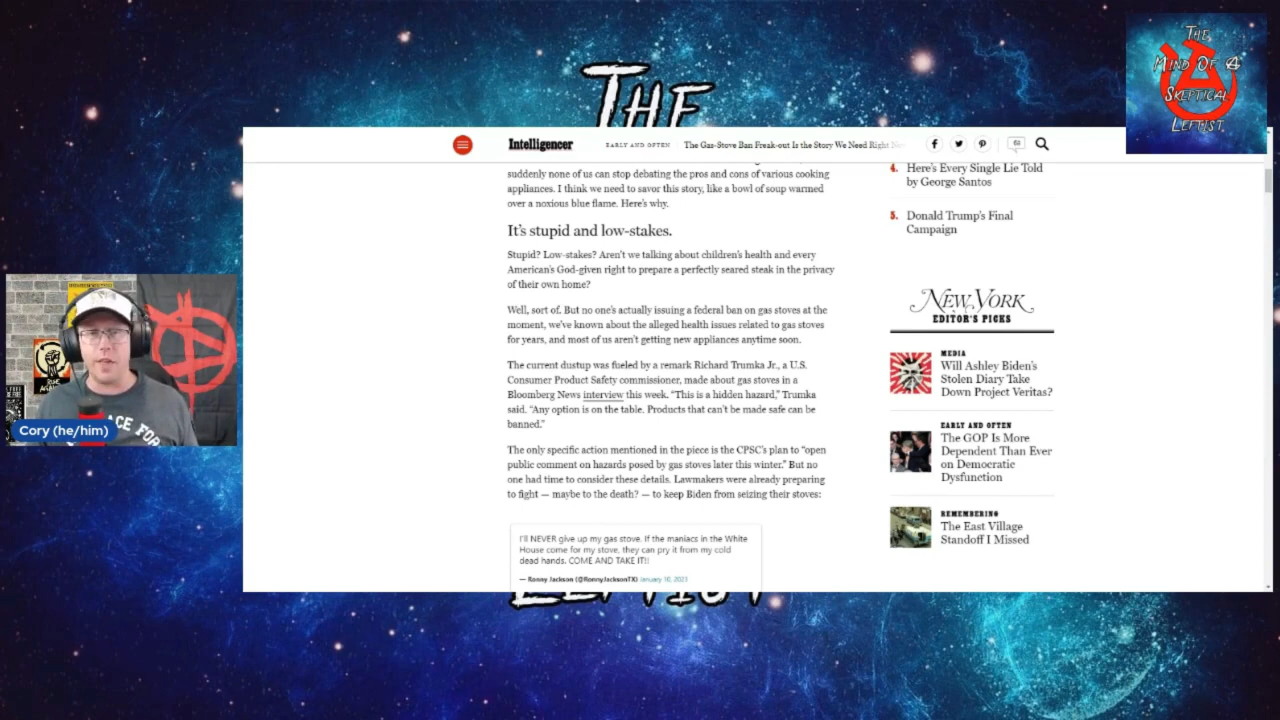 THE
THE
MIND OF A
SKEPTICAL
LEFTIST
Intelligencer
EARLY AND OFTEN
The Gas-Stove Ban Freak-out Is the Story We Need Right
suddenly none of us can stop debating the pros and cons of various cooking
appliances. I think we need to savor this story, like a bowl of soup warmed
over a noxious blue flame. Here's why.
It's stupid and low-stakes.
Stupid? Low-stakes? Aren't we talking about children's health and every
American's God-given right to prepare a perfectly seared steak in the privacy
of their own home?
Well, sort of. But no one's actually issuing a federal ban on gas stoves at the
moment, we've known about the alleged health issues related to gas stoves
for years, and most of us aren't getting new appliances anytime soon.
The current dustup was fueled by a remark Richard Trumka Jr., a U.S.
Consumer Product Safety commissioner, made about gas stoves in a
Bloomberg News interview this week. “This is a hidden hazard,” Trumka
said. “Any option is on the table. Products that can't be made safe can be
banned.”
The only specific action mentioned in the piece is the CPSC's plan to “open
public comment on hazards posed by gas stoves later this winter.” But no
one had time to consider these details. Lawmakers were already preparing
to fight — maybe to the death? — to keep Biden from seizing their stoves:
I'll NEVER give up my gas stove. If the maniacs in the White
House come for my stove, they can pry it from my cold
dead hands. COME AND TAKE IT!!
— Ronny Jackson (@RonnyJacksonTX) January 10, 2023
4. Here's Every Single Lie Told
by George Santos
5. Donald Trump's Final
Campaign
NEW YORK
EDITOR'S PICKS
MEDIA
Will Ashley Biden's
Stolen Diary Take
Down Project Veritas?
EARLY AND OFTEN
The GOP Is More
Dependent Than Ever
on Democratic
Dysfunction
REMEMBERING
The East Village
Standoff I Missed
ACE FOR
Cory (he/him)
LEFTIST